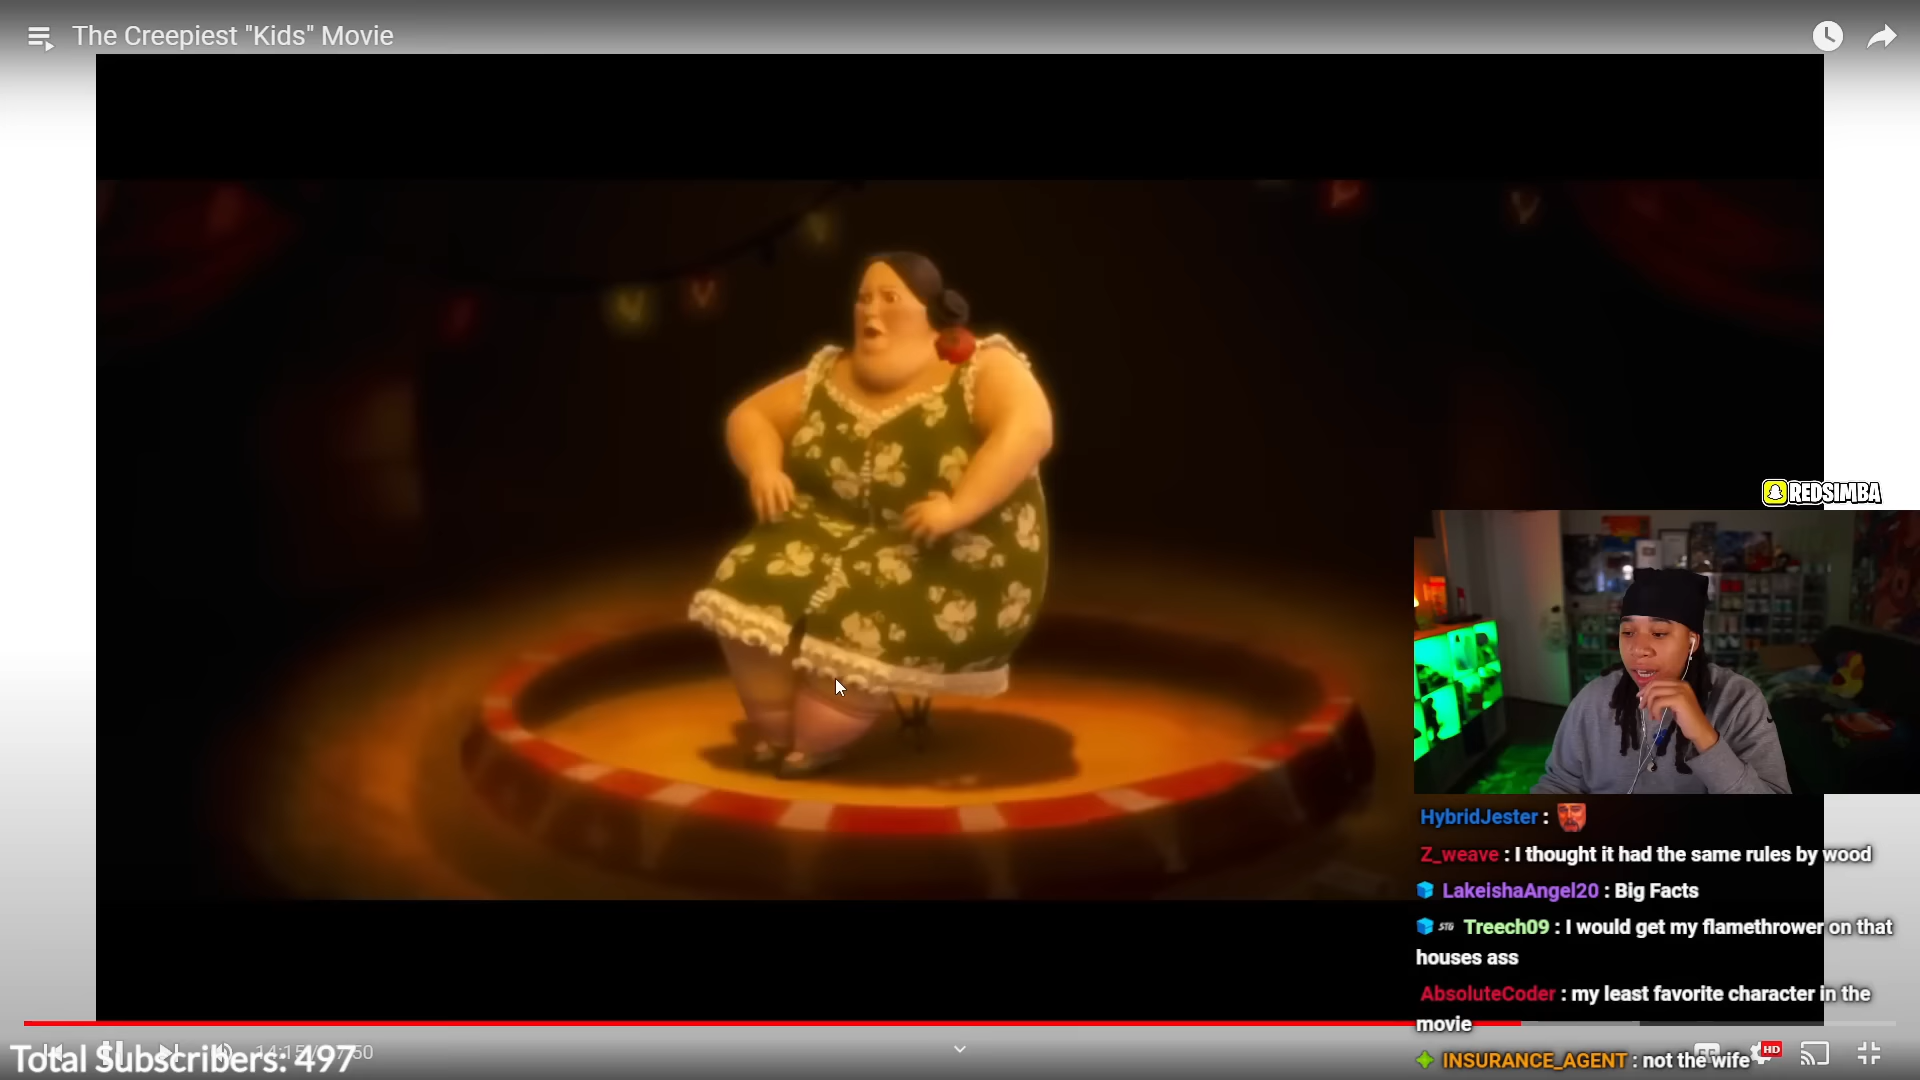 The Creepiest "Kids" Movie
REDSIMBA
HybridJester :
Z_weave : I thought it had the same rules by wood
LakeishaAngel20 : Big Facts
STG Treech09 : I would get my flamethrower on that
houses ass
AbsoluteCoder : my least favorite character in the
movie
INSURANCE_AGENT : not the wife
HD
Total Subscribers: 497